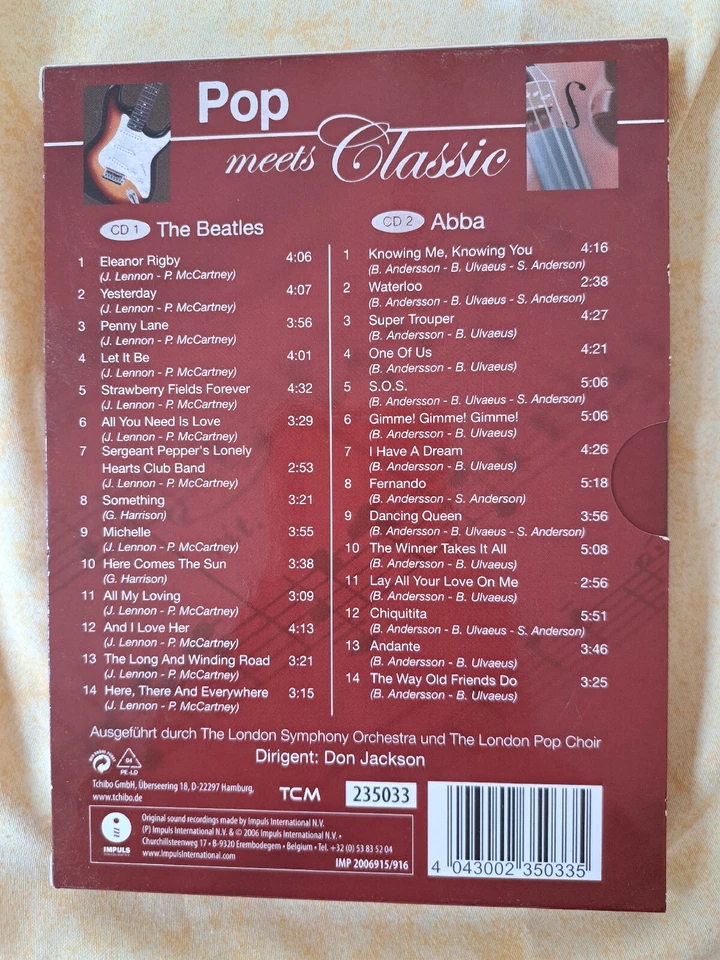 Pop
meets Classic
CD 1 The Beatles
1 Eleanor Rigby 4:06
(J. Lennon - P. McCartney)
2 Yesterday 4:07
(J. Lennon - P. McCartney)
3 Penny Lane 3:56
(J. Lennon - P. McCartney)
4 Let It Be 4:01
(J. Lennon - P. McCartney)
5 Strawberry Fields Forever 4:32
(J. Lennon - P. McCartney)
6 All You Need Is Love 3:29
(J. Lennon - P. McCartney)
7 Sergeant Pepper's Lonely
Hearts Club Band 2:53
(J. Lennon - P. McCartney)
8 Something 3:21
(G. Harrison)
9 Michelle 3:55
(J. Lennon - P. McCartney)
10 Here Comes The Sun 3:38
(G. Harrison)
11 All My Loving 3:09
(J. Lennon - P. McCartney)
12 And I Love Her 4:13
(J. Lennon - P. McCartney)
13 The Long And Winding Road 3:21
(J. Lennon - P. McCartney)
14 Here, There And Everywhere 3:15
(J. Lennon - P. McCartney)
CD 2 Abba
1 Knowing Me, Knowing You 4:16
(B. Andersson - B. Ulvaeus - S. Anderson)
2 Waterloo 2:38
(B. Andersson - B. Ulvaeus - S. Anderson)
3 Super Trouper 4:27
(B. Andersson - B. Ulvaeus)
4 One Of Us 4:21
(B. Andersson - B. Ulvaeus)
5 S.O.S. 5:06
(B. Andersson - B. Ulvaeus - S. Anderson)
6 Gimme! Gimme! Gimme! 5:06
(B. Andersson - B. Ulvaeus)
7 I Have A Dream 4:26
(B. Andersson - B. Ulvaeus)
8 Fernando 5:18
(B. Andersson - S. Anderson)
9 Dancing Queen 3:56
(B. Andersson - B. Ulvaeus - S. Anderson)
10 The Winner Takes It All 5:08
(B. Andersson - B. Ulvaeus)
11 Lay All Your Love On Me 2:56
(B. Andersson - B. Ulvaeus)
12 Chiquitita 5:51
(B. Andersson - B. Ulvaeus - S. Anderson)
13 Andante 3:46
(B. Andersson - B. Ulvaeus)
14 The Way Old Friends Do 3:25
(B. Andersson - B. Ulvaeus)
Ausgeführt durch The London Symphony Orchestra und The London Pop Choir
Dirigent: Don Jackson
04
PE-LD
Tchibo GmbH, Überseering 18, D-22297 Hamburg,
www.tchibo.de
TCM
235033
IMPULS
Original sound recordings made by Impuls International N.V.
(P) Impuls International N.V. & © 2006 Impuls International N.V. •
Churchillsteenweg 17 • B-9320 Erembodegem • Belgium • Tel. +32 (0) 53 83 52 04
www.ImpulsInternational.com
IMP 2006915/916
4 043002 350335